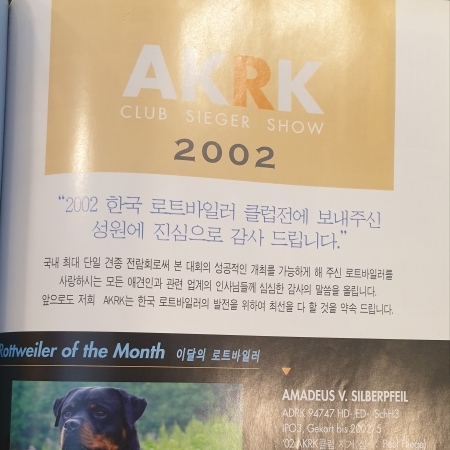 AKRK
CLUB SIEGER SHOW
2002
"2002 한국 로트바일러 클럽전에 보내주신
성원에 진심으로 감사 드립니다."
국내 최대 단일 견종 전람회로써 본 대회의 성공적인 개최를 가능하게 해 주신 로트바일러를
사랑하시는 모든 애견인과 관련 업계의 인사님들께 심심한 감사의 말씀을 올립니다.
앞으로도 저희 AKRK는 한국 로트바일러의 발전을 위하여 최선을 다 할 것을 약속 드립니다.
Rottweiler of the Month 이달의 로트바일러
AMADEUS V. SILBERPFEIL
ADRK 94747 HD- ED- SchH3
IPO3, Gekort bis 2007/5
'02 AKRK클럽